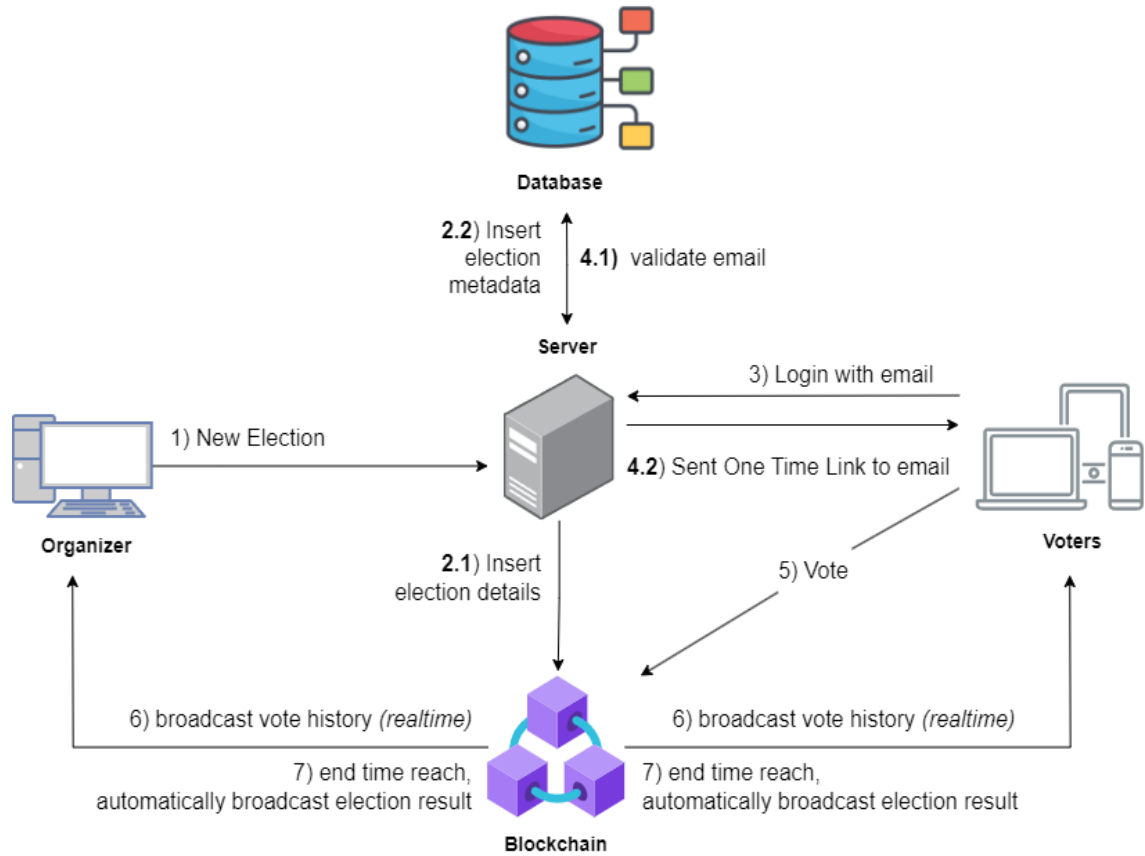 Database
2.2) Insert
election
metadata
4.1) validate email
Server
3) Login with email
1) New Election
4.2) Sent One Time Link to email
Organizer
Voters
2.1) Insert
election details
5) Vote
6) broadcast vote history (realtime)
6) broadcast vote history (realtime)
7) end time reach,
automatically broadcast election result
7) end time reach,
automatically broadcast election result
Blockchain